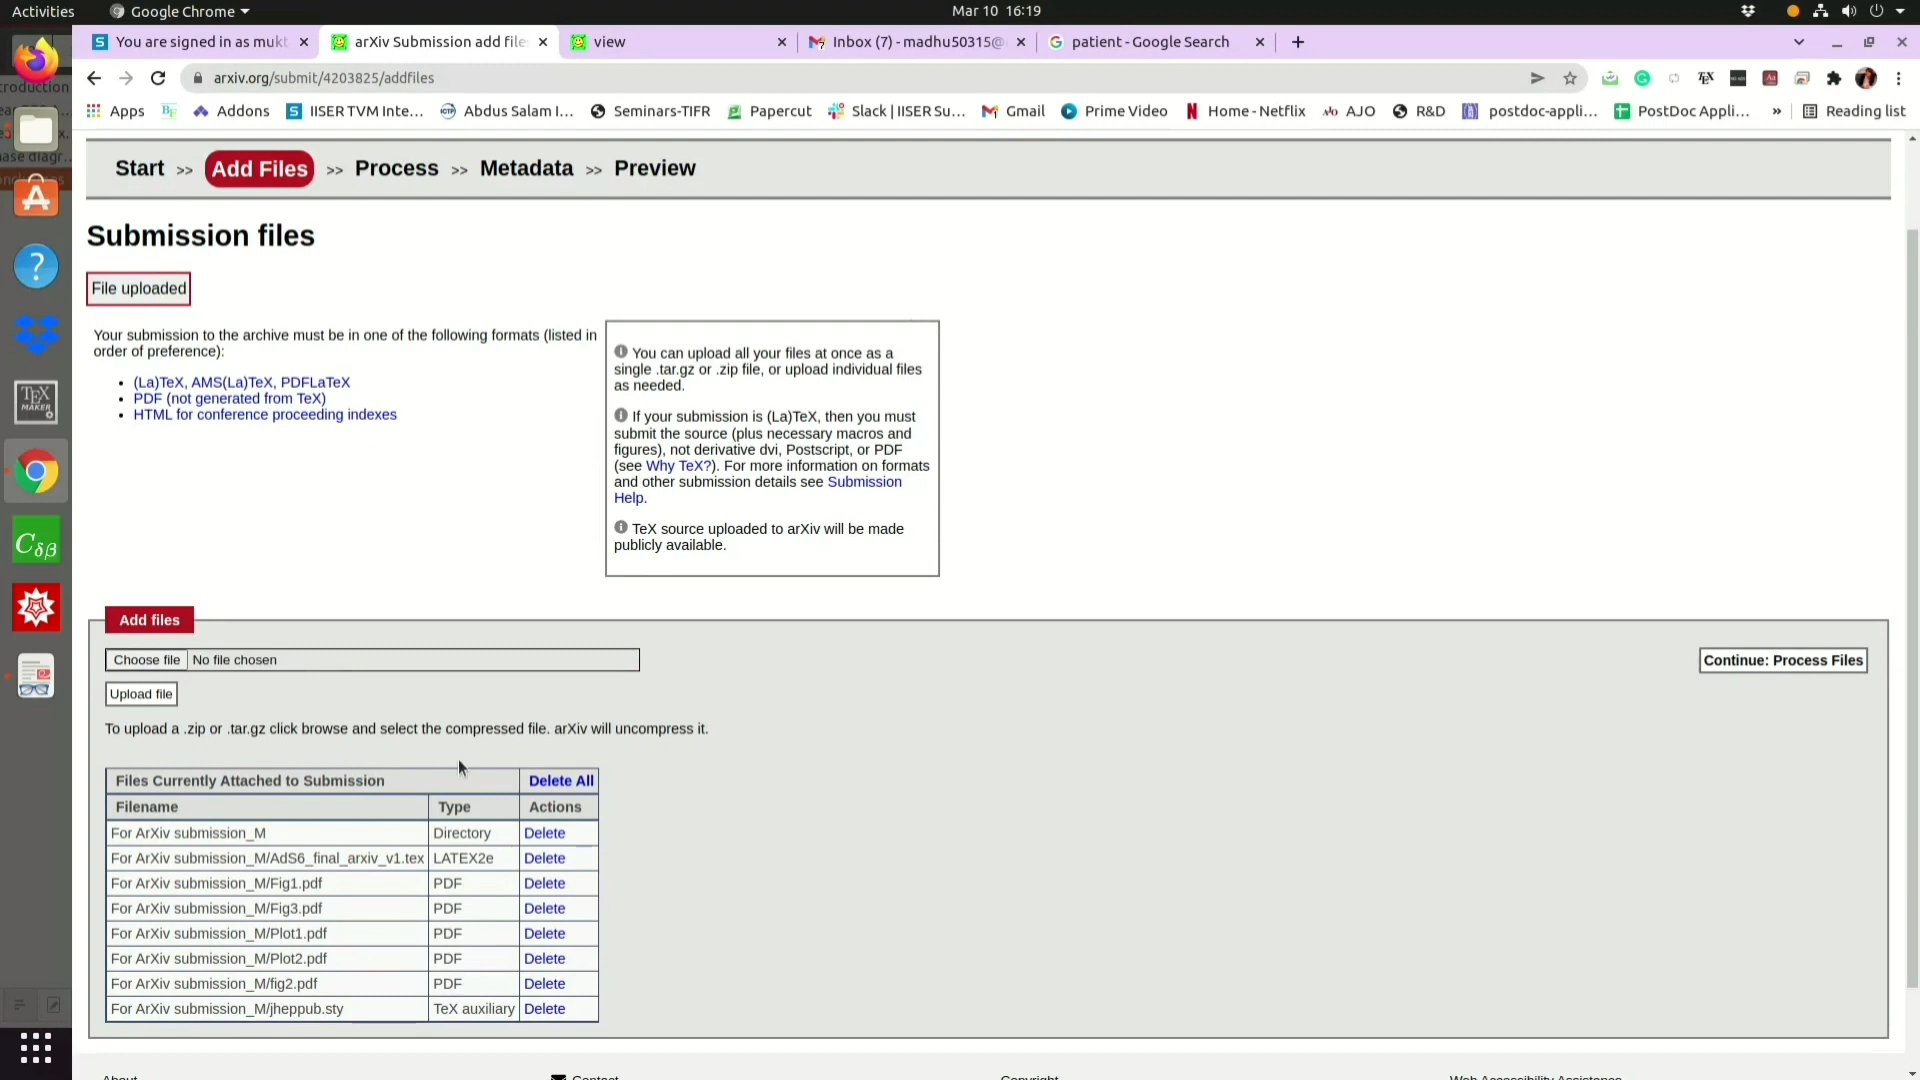 Activities
Google Chrome
Mar 10 16:19
You are signed in as mukt
arXiv Submission add file
view
Inbox (7) - madhu50315@
patient - Google Search
arxiv.org/submit/4203825/addfiles
Apps
Addons
IISER TVM Inte...
Abdus Salam I...
Seminars-TIFR
Papercut
Slack | IISER Su...
Gmail
Prime Video
Home - Netflix
AJO
R&D
postdoc-appli...
PostDoc Appli...
»
Reading list
Start >> Add Files >> Process >> Metadata >> Preview
Submission files
File uploaded
Your submission to the archive must be in one of the following formats (listed in
order of preference):
• (La)TeX, AMS(La)TeX, PDFLaTeX
• PDF (not generated from TeX)
• HTML for conference proceeding indexes
You can upload all your files at once as a
single .tar.gz or .zip file, or upload individual files
as needed.
If your submission is (La)TeX, then you must
submit the source (plus necessary macros and
figures), not derivative dvi, Postscript, or PDF
(see Why TeX?). For more information on formats
and other submission details see Submission
Help.
TeX source uploaded to arXiv will be made
publicly available.
Add files
Choose file No file chosen
Continue: Process Files
Upload file
To upload a .zip or .tar.gz click browse and select the compressed file. arXiv will uncompress it.
Files Currently Attached to Submission Delete All
Filename Type Actions
For ArXiv submission_M Directory Delete
For ArXiv submission_M/AdS6_final_arxiv_v1.tex LATEX2e Delete
For ArXiv submission_M/Fig1.pdf PDF Delete
For ArXiv submission_M/Fig3.pdf PDF Delete
For ArXiv submission_M/Plot1.pdf PDF Delete
For ArXiv submission_M/Plot2.pdf PDF Delete
For ArXiv submission_M/fig2.pdf PDF Delete
For ArXiv submission_M/jheppub.sty TeX auxiliary Delete
About
Contact
Copyright
Web Accessibility Assistance